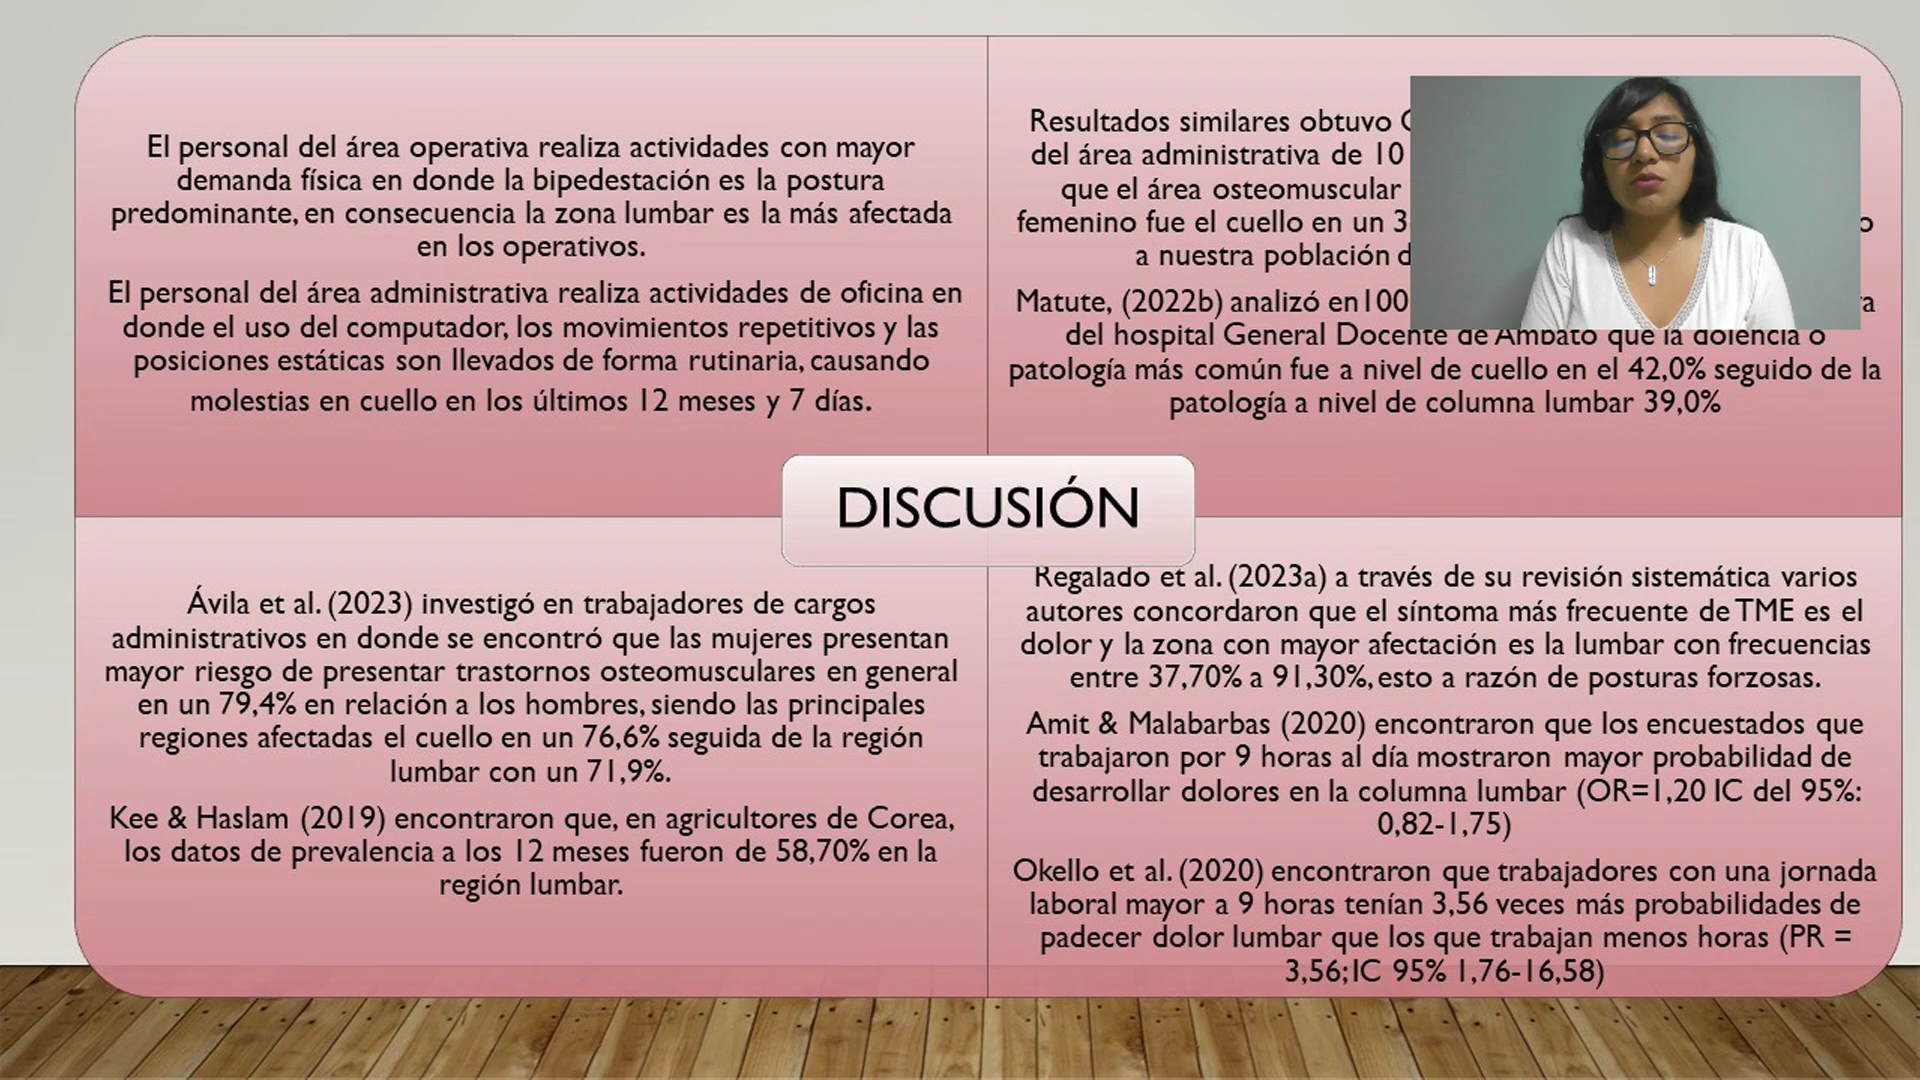 El personal del área operativa realiza actividades con mayor
demanda física en donde la bipedestación es la postura
predominante, en consecuencia la zona lumbar es la más afectada
en los operativos.
El personal del área administrativa realiza actividades de oficina en
donde el uso del computador, los movimientos repetitivos y las
posiciones estáticas son llevados de forma rutinaria, causando
molestias en cuello en los últimos 12 meses y 7 días.
Resultados similares obtuvo
del área administrativa de 10
que el área osteomuscular
femenino fue el cuello en un 3
a nuestra población
Matute, (2022b) analizó en100
del hospital General Docente de Ambato que la dolencia o
patología más común fue a nivel de cuello en el 42,0% seguido de la
patología a nivel de columna lumbar 39,0%
DISCUSIÓN
Ávila et al. (2023) investigó en trabajadores de cargos
administrativos en donde se encontró que las mujeres presentan
mayor riesgo de presentar trastornos osteomusculares en general
en un 79,4% en relación a los hombres, siendo las principales
regiones afectadas el cuello en un 76,6% seguida de la región
lumbar con un 71,9%.
Kee & Haslam (2019) encontraron que, en agricultores de Corea,
los datos de prevalencia a los 12 meses fueron de 58,70% en la
región lumbar.
Regalado et al. (2023a) a través de su revisión sistemática varios
autores concordaron que el síntoma más frecuente de TME es el
dolor y la zona con mayor afectación es la lumbar con frecuencias
entre 37,70% a 91,30%, esto a razón de posturas forzosas.
Amit & Malabarbas (2020) encontraron que los encuestados que
trabajaron por 9 horas al día mostraron mayor probabilidad de
desarrollar dolores en la columna lumbar (OR=1,20 IC del 95%:
0,82-1,75)
Okello et al. (2020) encontraron que trabajadores con una jornada
laboral mayor a 9 horas tenían 3,56 veces más probabilidades de
padecer dolor lumbar que los que trabajan menos horas (PR =
3,56; IC 95% 1,76-16,58)